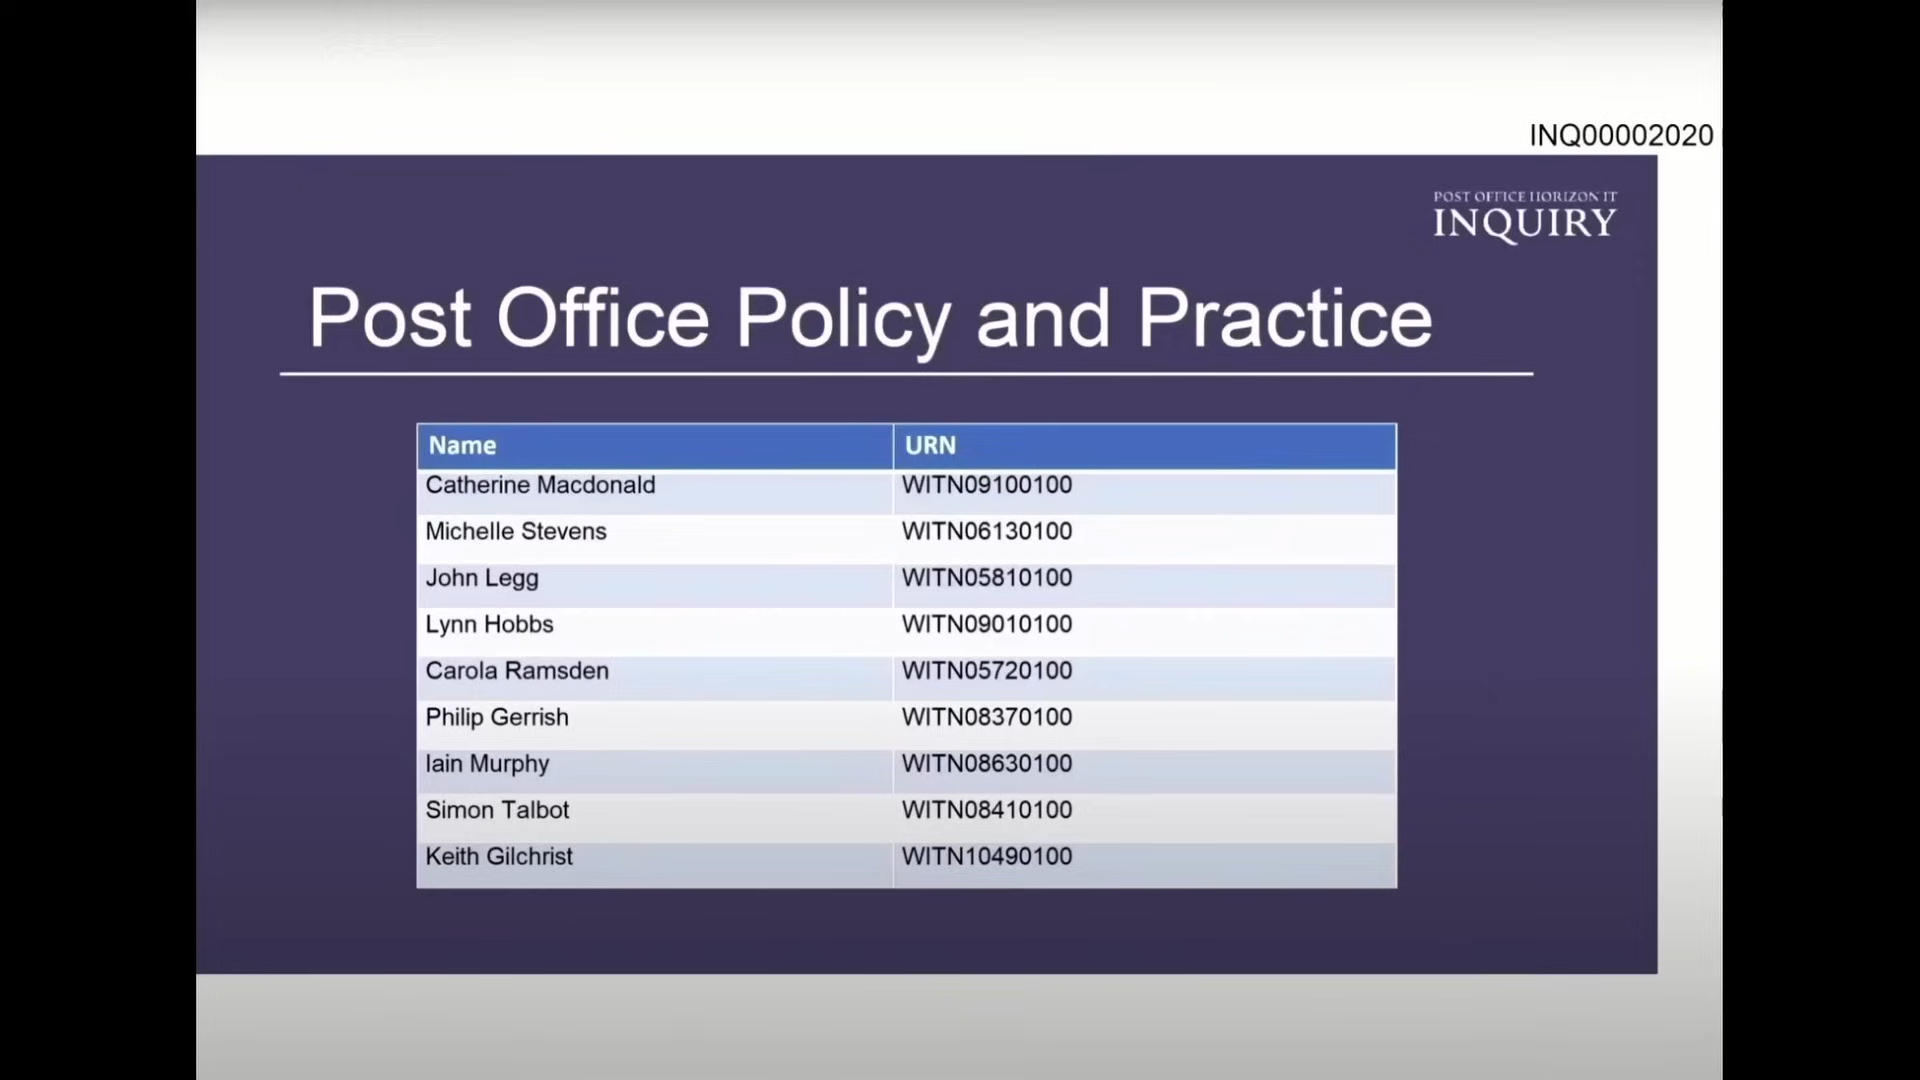 INQ00002020
POST OFFICE HORIZON IT
INQUIRY
Post Office Policy and Practice
Name URN
Catherine Macdonald WITN09100100
Michelle Stevens WITN06130100
John Legg WITN05810100
Lynn Hobbs WITN09010100
Carola Ramsden WITN05720100
Philip Gerrish WITN08370100
Iain Murphy WITN08630100
Simon Talbot WITN08410100
Keith Gilchrist WITN10490100